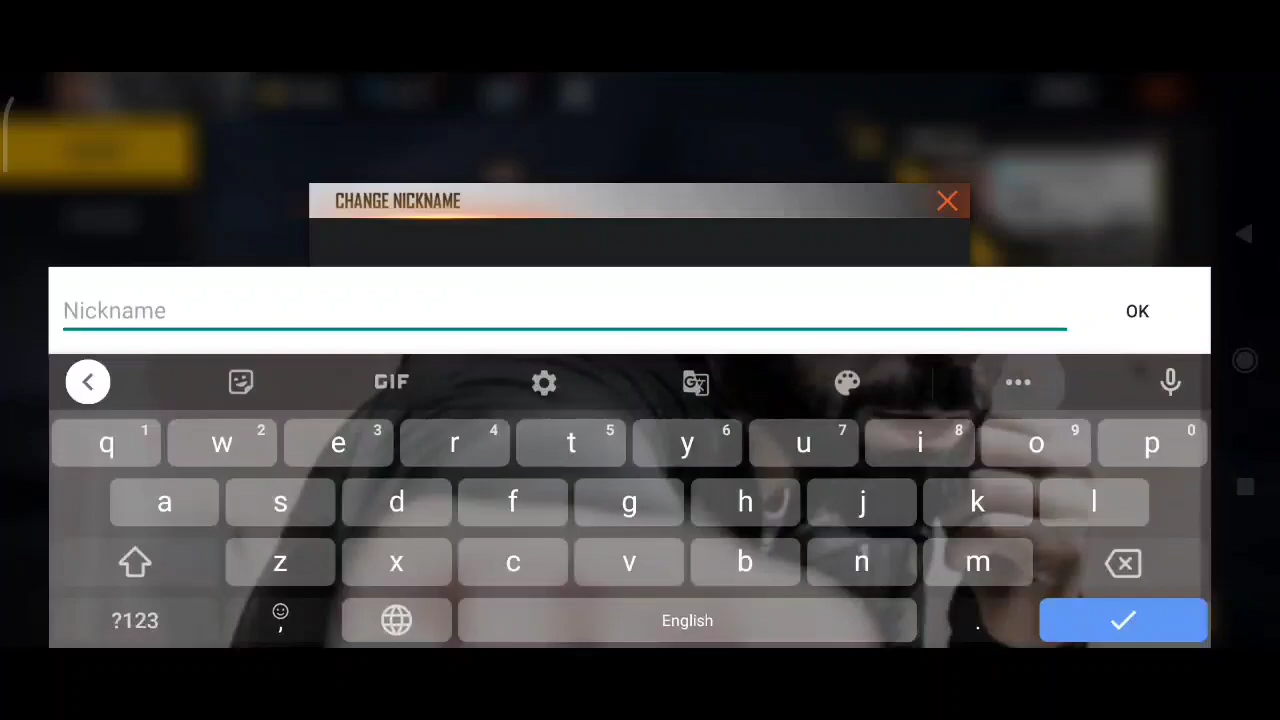 CHANGE NICKNAME
Nickname
OK
GIF
q 1 w 2 e 3 r 4 t 5 y 6 u 7 i 8 o 9 p 0
a s d f g h j k l
z x c v b n m
?123 , English .